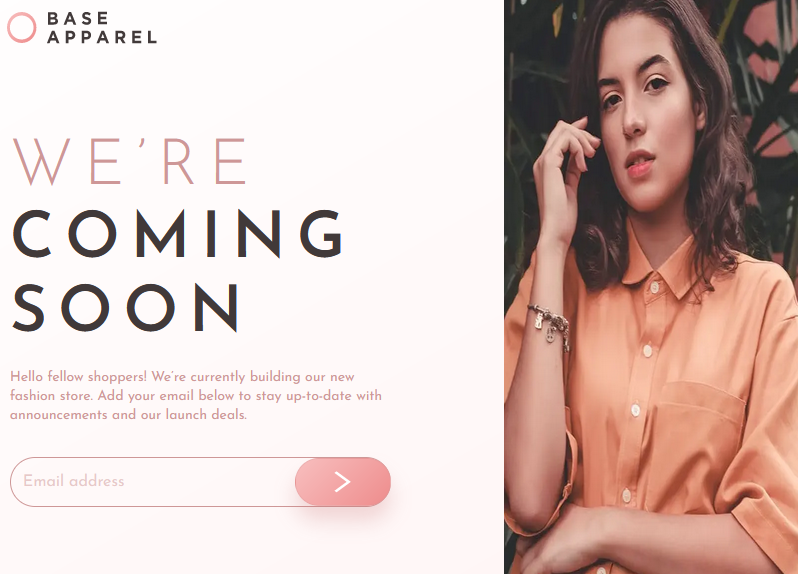 BASE
APPAREL
WE’RE
COMING
SOON
Hello fellow shoppers! We’re currently building our new
fashion store. Add your email below to stay up-to-date with
announcements and our launch deals.
Email address